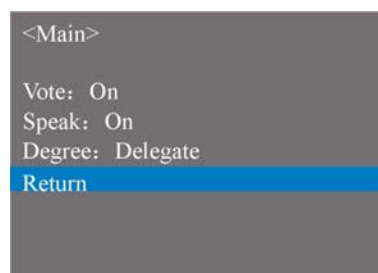 <Main>
Vote：On
Speak：On
Degree：Delegate
Return